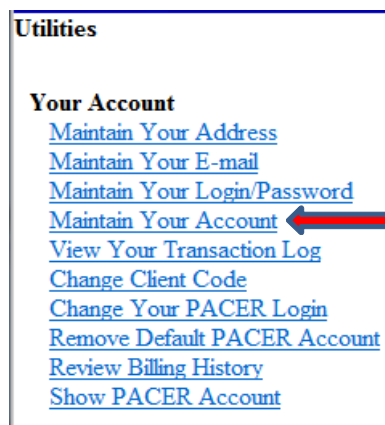 Utilities
Your Account
Maintain Your Address
Maintain Your E-mail
Maintain Your Login/Password
Maintain Your Account
View Your Transaction Log
Change Client Code
Change Your PACER Login
Remove Default PACER Account
Review Billing History
Show PACER Account